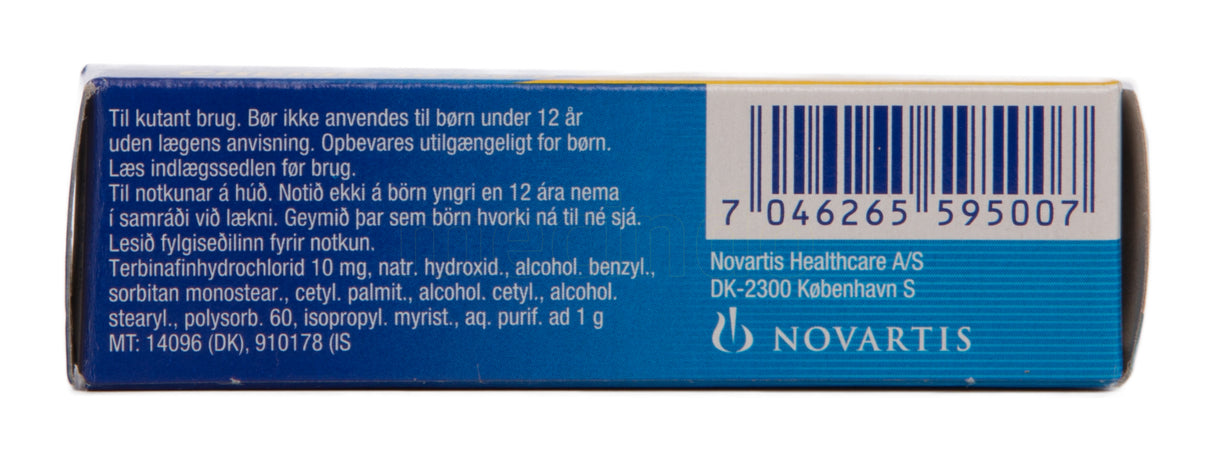 Til kutant brug. Bør ikke anvendes til børn under 12 år
uden lægens anvisning. Opbevares utilgængeligt for børn.
Læs indlægssedlen før brug.
Til notkunar á húð. Notið ekki á börn yngri en 12 ára nema
í samráði við lækni. Geymið þar sem börn hvorki ná til né sjá.
Lesið fylgiseðilinn fyrir notkun.
Terbinafinhydrochlorid 10 mg, natr. hydroxid., alcohol. benzyl.,
sorbitan monostear., cetyl. palmit., alcohol. cetyl., alcohol.
stearyl., polysorb. 60, isopropyl. myrist., aq. purif. ad 1 g
MT: 14096 (DK), 910178 (IS
7 046265 595007
Novartis Healthcare A/S
DK-2300 København S
NOVARTIS